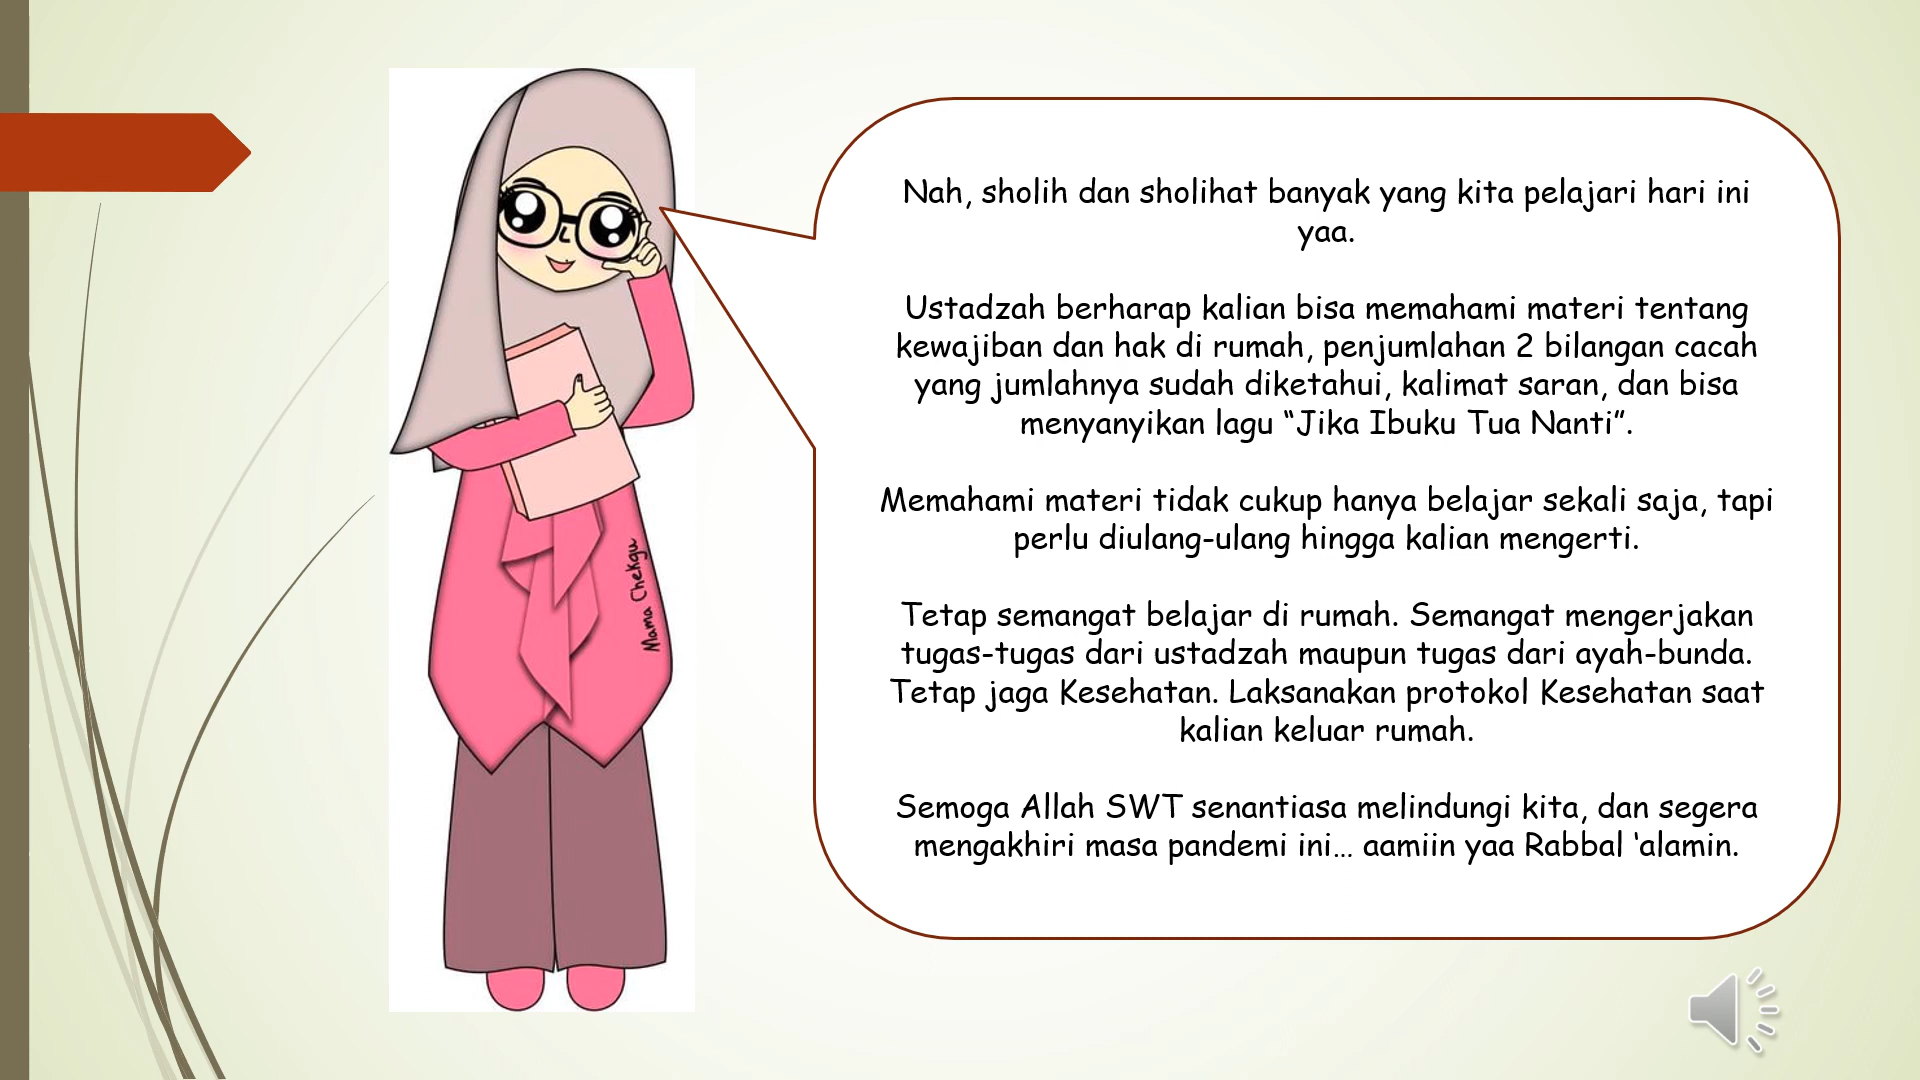 Nah, sholih dan sholihat banyak yang kita pelajari hari ini
yaa.
Ustadzah berharap kalian bisa memahami materi tentang
kewajiban dan hak di rumah, penjumlahan 2 bilangan cacah
yang jumlahnya sudah diketahui, kalimat saran, dan bisa
menyanyikan lagu “Jika Ibuku Tua Nanti”.
Memahami materi tidak cukup hanya belajar sekali saja, tapi
perlu diulang-ulang hingga kalian mengerti.
Tetap semangat belajar di rumah. Semangat mengerjakan
tugas-tugas dari ustadzah maupun tugas dari ayah-bunda.
Tetap jaga Kesehatan. Laksanakan protokol Kesehatan saat
kalian keluar rumah.
Semoga Allah SWT senantiasa melindungi kita, dan segera
mengakhiri masa pandemi ini… aamiin yaa Rabbal ‘alamin.
Mama Chekgu